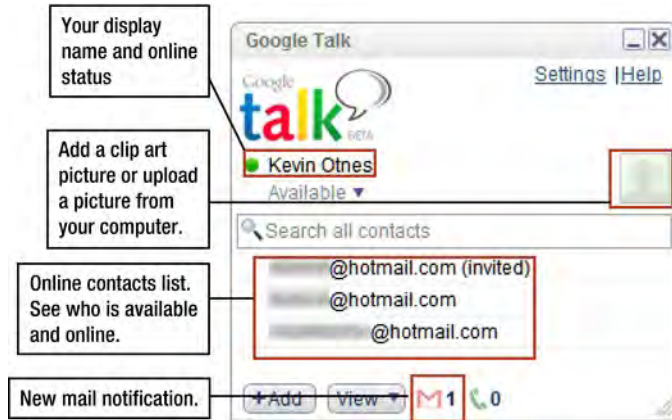 Your display
name and online
status
Add a clip art
picture or upload
a picture from
your computer.
Online contacts list.
See who is available
and online.
New mail notification.
Google Talk
Settings | Help
Google
talk
BETA
Kevin Otnes
Available ▼
Search all contacts
@hotmail.com (invited)
@hotmail.com
@hotmail.com
+Add View ▼ 1 0